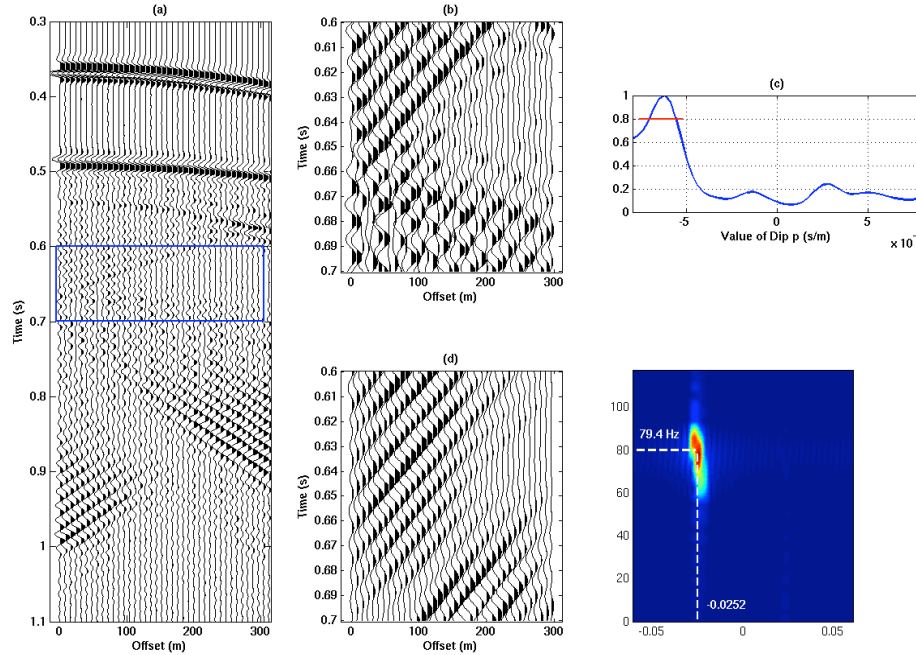 (a)
0.3
0.4
0.5
0.6
0.7
0.8
0.9
1
1.1
Time (s)
0 100 200 300
Offset (m)
(b)
0.6
0.61
0.62
0.63
0.64
0.65
0.66
0.67
0.68
0.69
0.7
Time (s)
0 100 200 300
Offset (m)
(c)
1
0.8
0.6
0.4
0.2
0
-5 0 5
Value of Dip p (s/m)
x 10⁻
(d)
0.6
0.61
0.62
0.63
0.64
0.65
0.66
0.67
0.68
0.69
0.7
Time (s)
0 100 200 300
Offset (m)
100
80
60
40
20
0
79.4 Hz
-0.0252
-0.05 0 0.05